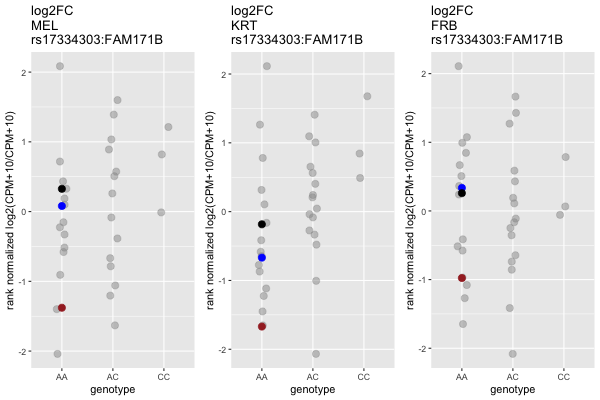 log2FC
MEL
rs17334303:FAM171B
rank normalized log2(CPM+10/CPM+10)
2
1
0
-1
-2
AA
AC
CC
genotype
log2FC
KRT
rs17334303:FAM171B
rank normalized log2(CPM+10/CPM+10)
2
1
0
-1
-2
AA
AC
CC
genotype
log2FC
FRB
rs17334303:FAM171B
rank normalized log2(CPM+10/CPM+10)
2
1
0
-1
-2
AA
AC
CC
genotype